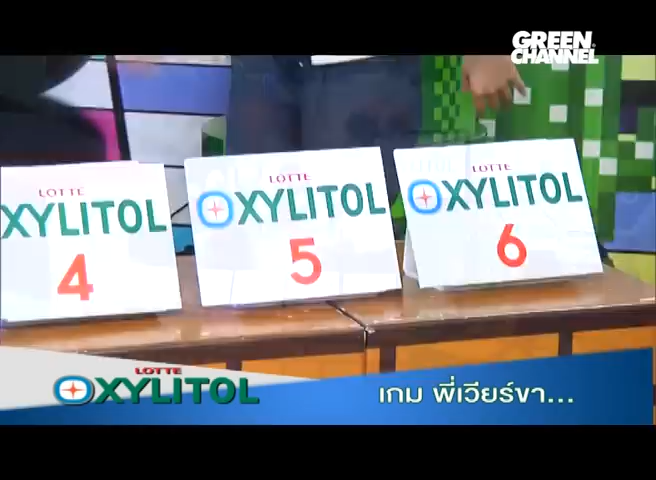 GREEN
CHANNEL
LOTTE
XYLITOL
4
LOTTE
XYLITOL
5
LOTTE
XYLITOL
6
LOTTE
XYLITOL
เกม พี่เวียร์ขา...